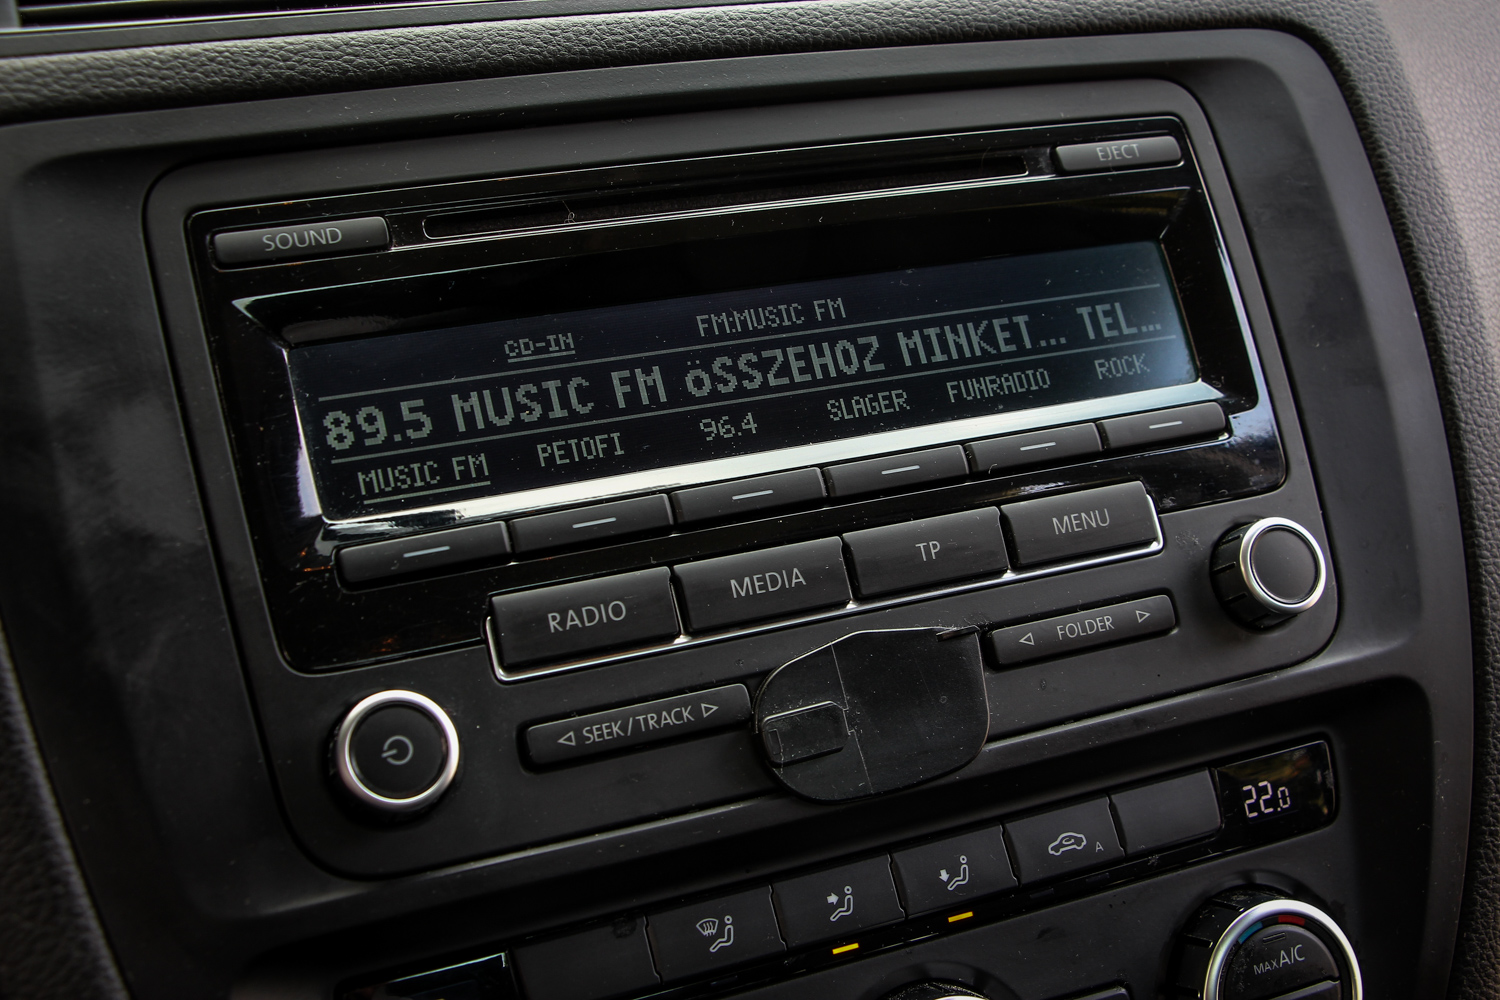 EJECT
SOUND
CD-IN FM:MUSIC FM
89.5 MUSIC FM öSSZEHOZ MINKET... TEL...
MUSIC FM PETOFI 96.4 SLAGER FUNRADIO ROCK
RADIO MEDIA TP MENU
SEEK/TRACK FOLDER
22.0
A
MAX A/C